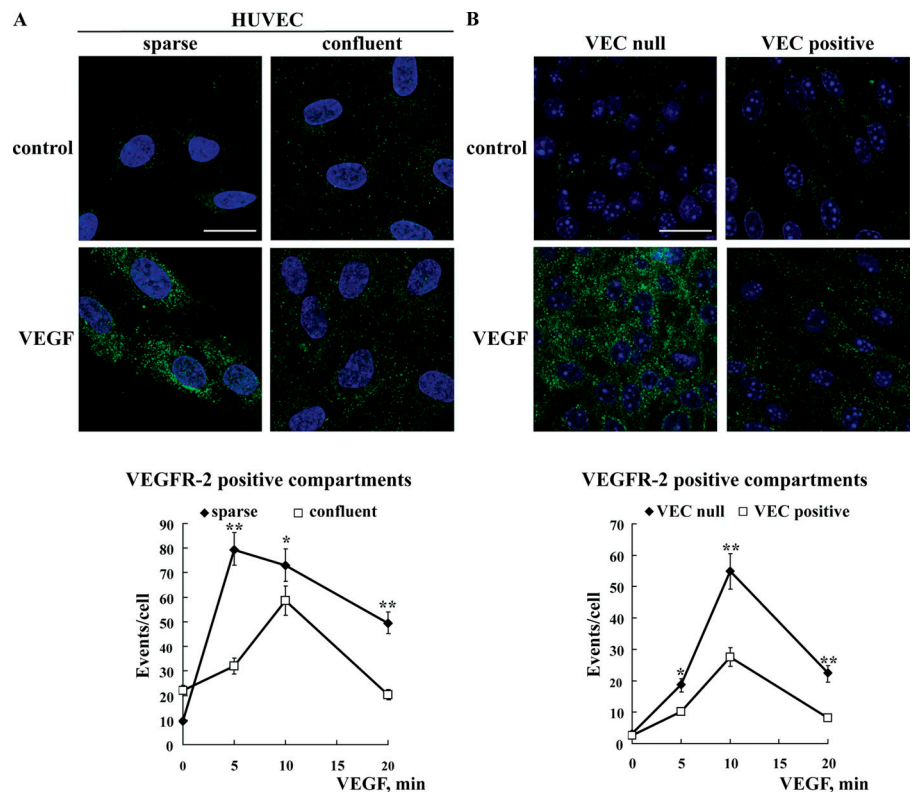 A
HUVEC
sparse
confluent
control
VEGF
VEGFR-2 positive compartments
sparse
confluent
Events/cell
90
80
70
60
50
40
30
20
10
0
**
*
**
0 5 10 15 20
VEGF, min
B
VEC null
VEC positive
control
VEGF
VEGFR-2 positive compartments
VEC null
VEC positive
Events/cell
70
60
50
40
30
20
10
0
*
**
**
0 5 10 15 20
VEGF, min